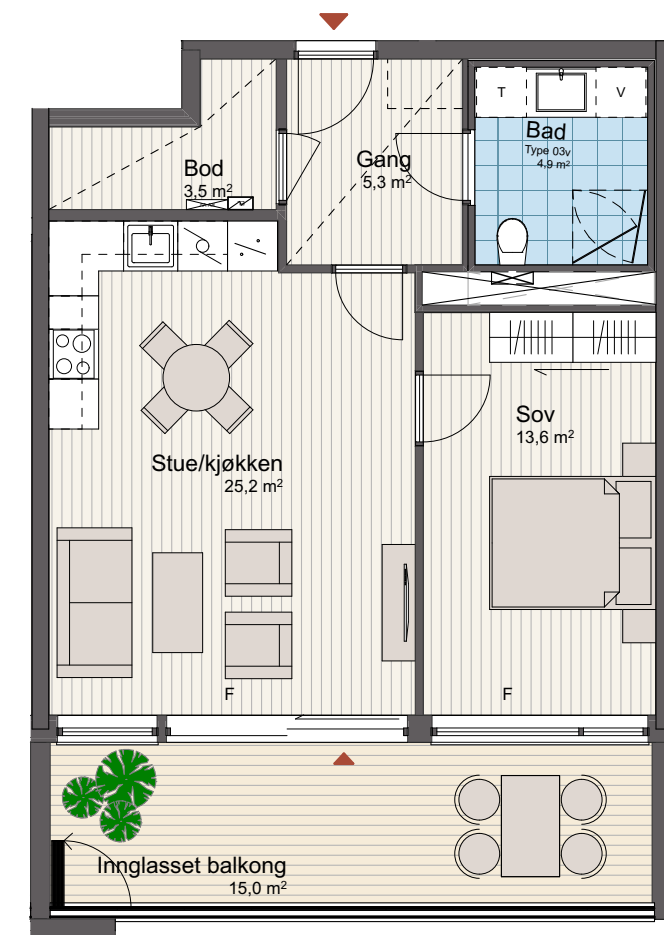 T
V
Bad
Type 03v
4,9 m²
Bod
3,5 m²
Gang
5,3 m²
Sov
13,6 m²
Stue/kjøkken
25,2 m²
F
F
Innglasset balkong
15,0 m²